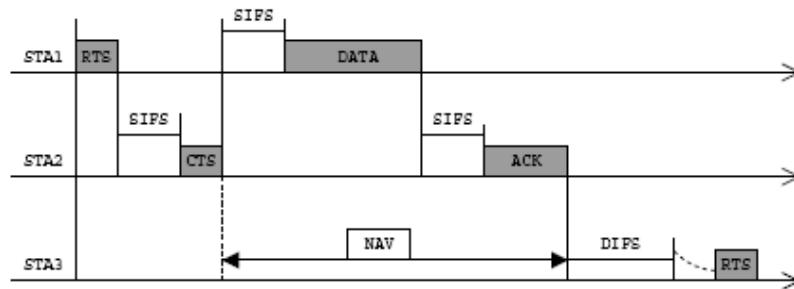 SIFS
STA1 RTS DATA
SIFS SIFS
STA2 CTS ACK
NAV DIFS
STA3 RTS